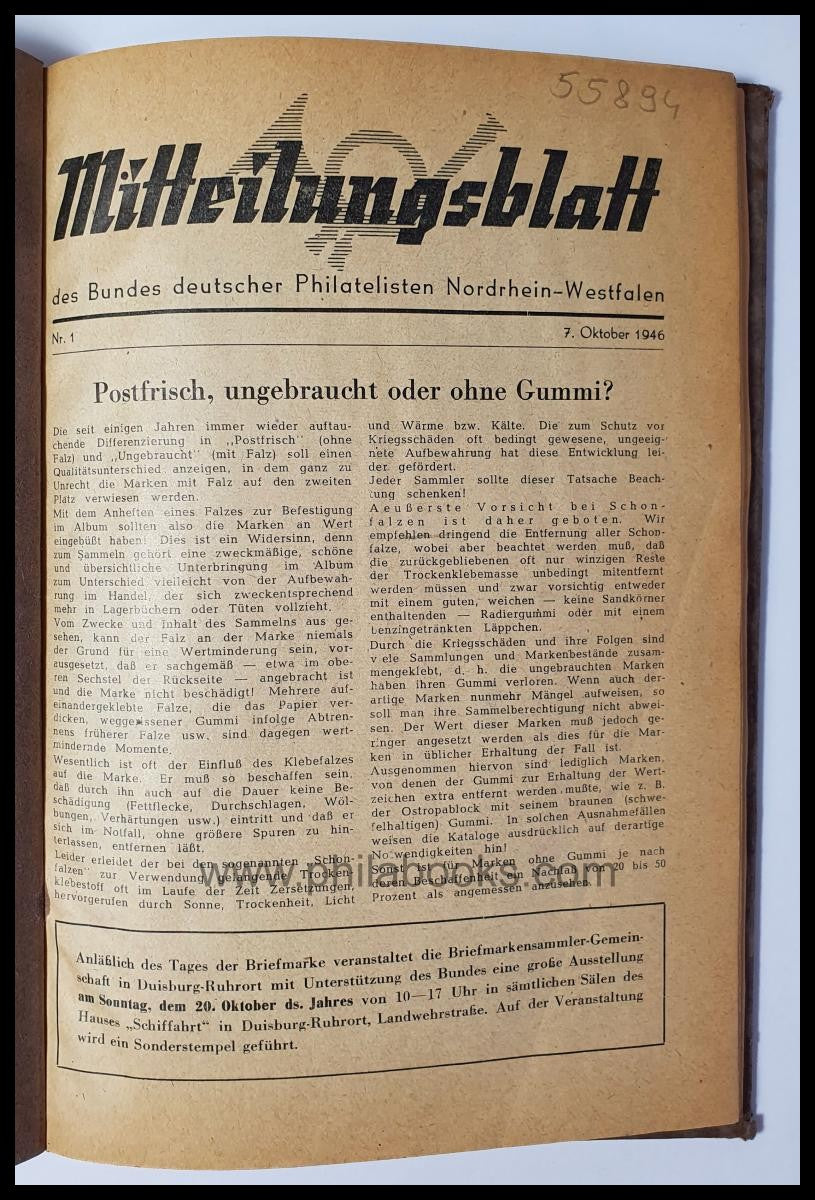 55894
Mitteilungsblatt
des Bundes deutscher Philatelisten Nordrhein-Westfalen
Nr. 1
7. Oktober 1946
Postfrisch, ungebraucht oder ohne Gummi?
Die seit einigen Jahren immer wieder auftau-
chende Differenzierung in „Postfrisch" (ohne
Falz) und „Ungebraucht" (mit Falz) soll einen
Qualitätsunterschied anzeigen, in dem ganz zu
Unrecht die Marken mit Falz auf den zweiten
Platz verwiesen werden.
Mit dem Anheften eines Falzes zur Befestigung
im Album sollten also die Marken an Wert
eingebüßt haben! Dies ist ein Widersinn, denn
zum Sammeln gehört eine zweckmäßige, schöne
und übersichtliche Unterbringung im Album
zum Unterschied vielleicht von der Aufbewah-
rung im Handel, der sich zweckentsprechend
mehr in Lagerbüchern oder Tüten vollzieht.
Vom Zwecke und Inhalt des Sammelns aus ge-
sehen, kann der Falz an der Marke niemals
der Grund für eine Wertminderung sein, vor-
ausgesetzt, daß er sachgemäß — etwa im obe-
ren Sechstel der Rückseite — angebracht ist
und die Marke nicht beschädigt! Mehrere auf-
einandergeklebte Falze, die das Papier ver-
dicken, weggerissener Gummi infolge Abtren-
nens früherer Falze usw. sind dagegen wert-
mindernde Momente.
Wesentlich ist oft der Einfluß des Klebefalzes
auf die Marke. Er muß so beschaffen sein,
daß durch ihn auch auf die Dauer keine Be-
schädigung (Fettflecke, Durchschlagen, Wöl-
bungen, Verhärtungen usw.) eintritt und daß er
sich im Notfall, ohne größere Spuren zu hin-
terlassen, entfernen läßt.
Leider erleidet der bei den sogenannten „Schon-
falzen" zur Verwendung gelangende Trocken-
klebestoff oft im Laufe der Zeit Zersetzungen,
hervorgerufen durch Sonne, Trockenheit, Licht
und Wärme bzw. Kälte. Die zum Schutz vor
Kriegsschäden oft bedingt gewesene, ungeeig-
nete Aufbewahrung hat diese Entwicklung lei-
der gefördert.
Jeder Sammler sollte dieser Tatsache Beach-
tung schenken!
Aeußerste Vorsicht bei Schon-
falzen ist daher geboten. Wir
empfehlen dringend die Entfernung aller Schon-
falze, wobei aber beachtet werden muß, daß
die zurückgebliebenen oft nur winzigen Reste
der Trockenklebemasse unbedingt mitentfernt
werden müssen und zwar vorsichtig entweder
mit einem guten, weichen — keine Sandkörner
enthaltenden — Radiergummi oder mit einem
benzingetränkten Läppchen.
Durch die Kriegsschäden und ihre Folgen sind
viele Sammlungen und Markenbestände zusam-
mengeklebt, d. h. die ungebrauchten Marken
haben ihren Gummi verloren. Wenn auch der-
artige Marken nunmehr Mängel aufweisen, so
soll man ihre Sammelberechtigung nicht abwei-
sen. Der Wert dieser Marken muß jedoch ge-
ringer angesetzt werden als dies für die Mar-
ken in üblicher Erhaltung der Fall ist.
Ausgenommen hiervon sind lediglich Marken,
von denen der Gummi zur Erhaltung der Wert-
zeichen extra entfernt werden mußte, wie z. B.
der Ostropablock mit seinem braunen (schwe-
felhaltigen) Gummi. In solchen Ausnahmefällen
weisen die Kataloge ausdrücklich auf derartige
Notwendigkeiten hin!
Sonst ist für Marken ohne Gummi je nach
deren Beschaffenheit ein Nachlaß von 20 bis 50
Prozent als angemessen anzusehen.
www.philabooks.com
Anläßlich des Tages der Briefmarke veranstaltet die Briefmarkensammler-Gemein-
schaft in Duisburg-Ruhrort mit Unterstützung des Bundes eine große Ausstellung
am Sonntag, dem 20. Oktober ds. Jahres von 10—17 Uhr in sämtlichen Sälen des
Hauses „Schiffahrt" in Duisburg-Ruhrort, Landwehrstraße. Auf der Veranstaltung
wird ein Sonderstempel geführt.